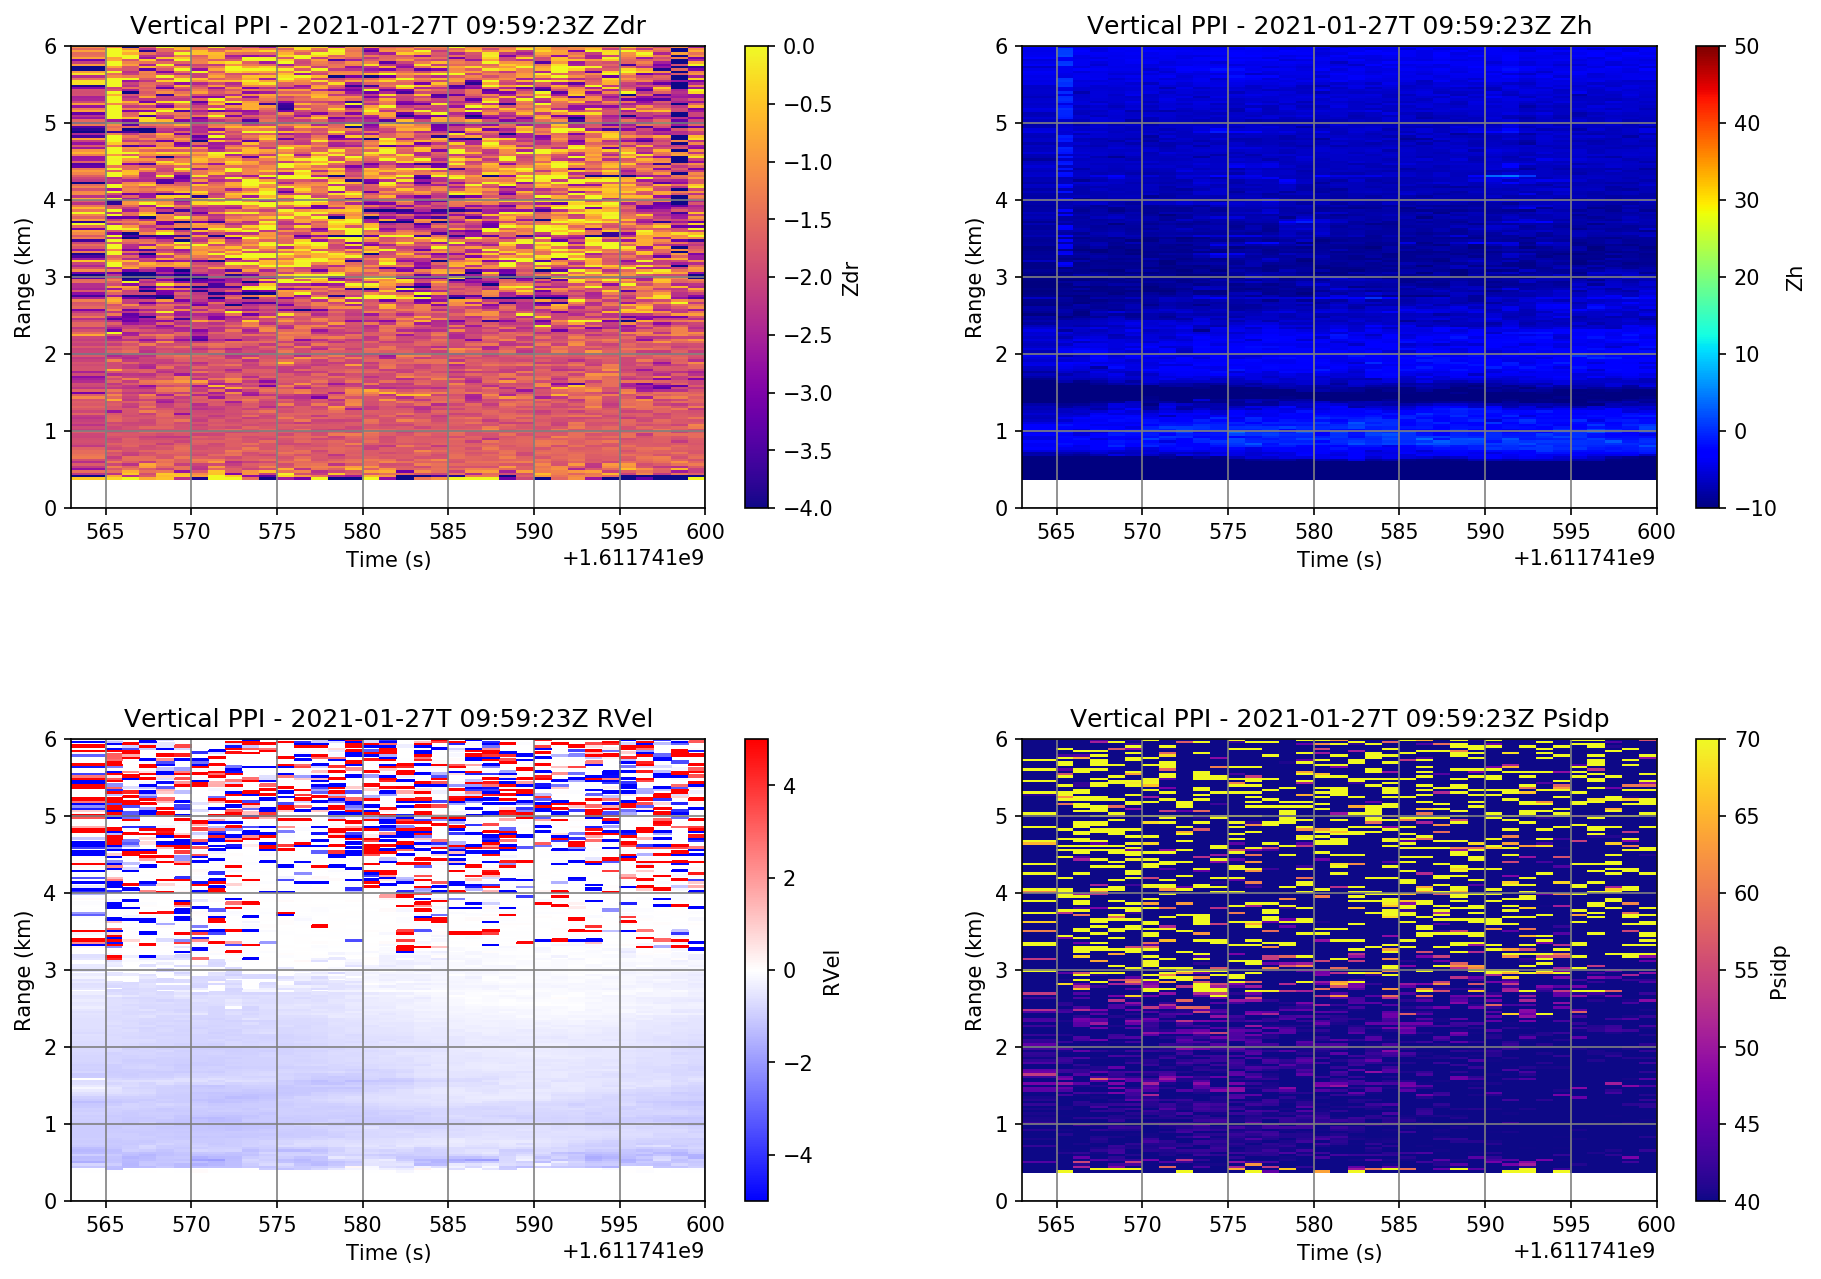 Vertical PPI - 2021-01-27T 09:59:23Z Zdr
6
5
4
3
2
1
0
Range (km)
565 570 575 580 585 590 595 600
Time (s)
+1.611741e9
0.0
−0.5
−1.0
−1.5
−2.0
−2.5
−3.0
−3.5
−4.0
Zdr
Vertical PPI - 2021-01-27T 09:59:23Z Zh
6
5
4
3
2
1
0
Range (km)
565 570 575 580 585 590 595 600
Time (s)
+1.611741e9
50
40
30
20
10
0
−10
Zh
Vertical PPI - 2021-01-27T 09:59:23Z RVel
6
5
4
3
2
1
0
Range (km)
565 570 575 580 585 590 595 600
Time (s)
+1.611741e9
4
2
0
−2
−4
RVel
Vertical PPI - 2021-01-27T 09:59:23Z Psidp
6
5
4
3
2
1
0
Range (km)
565 570 575 580 585 590 595 600
Time (s)
+1.611741e9
70
65
60
55
50
45
40
Psidp